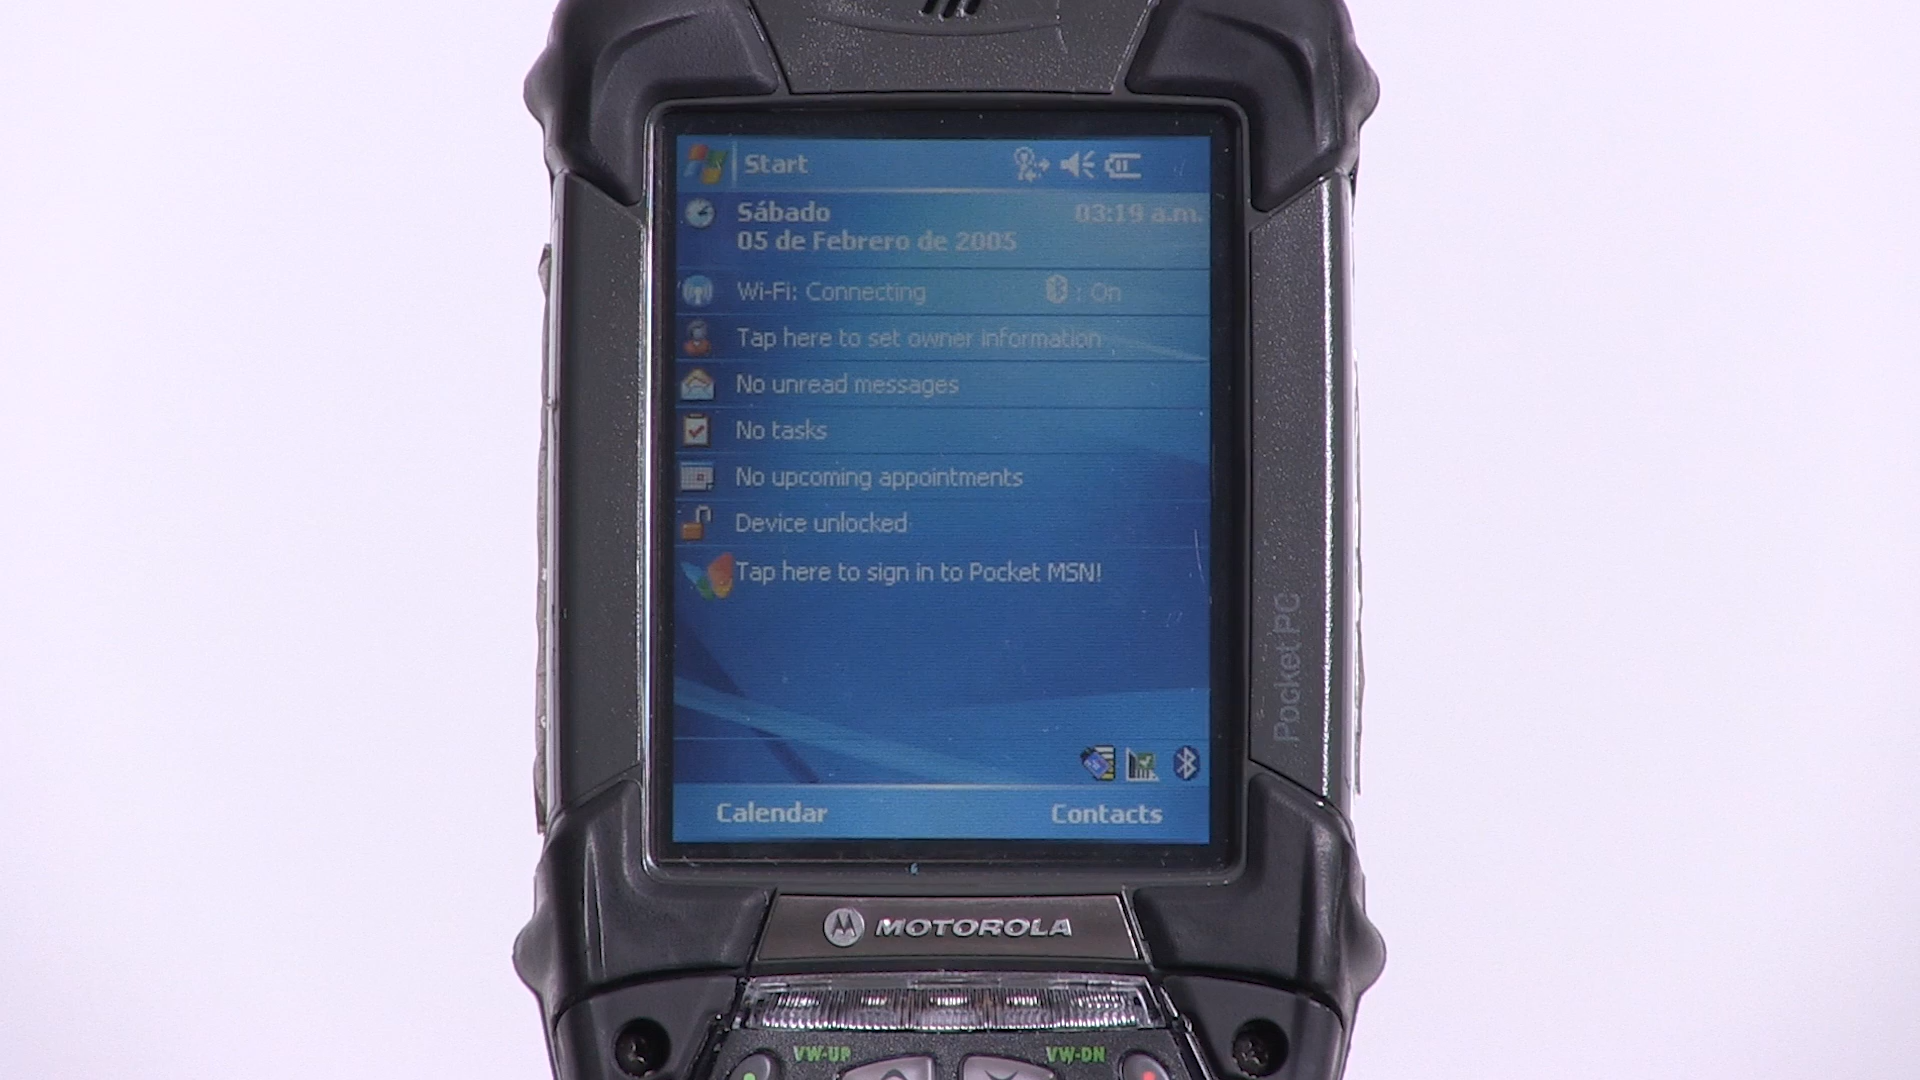 Start
Sábado 03:19 a.m.
05 de Febrero de 2005
Wi-Fi: Connecting : On
Tap here to set owner information
No unread messages
No tasks
No upcoming appointments
Device unlocked
Tap here to sign in to Pocket MSN!
Calendar Contacts
Pocket PC
MOTOROLA
VW-UP VW-DN